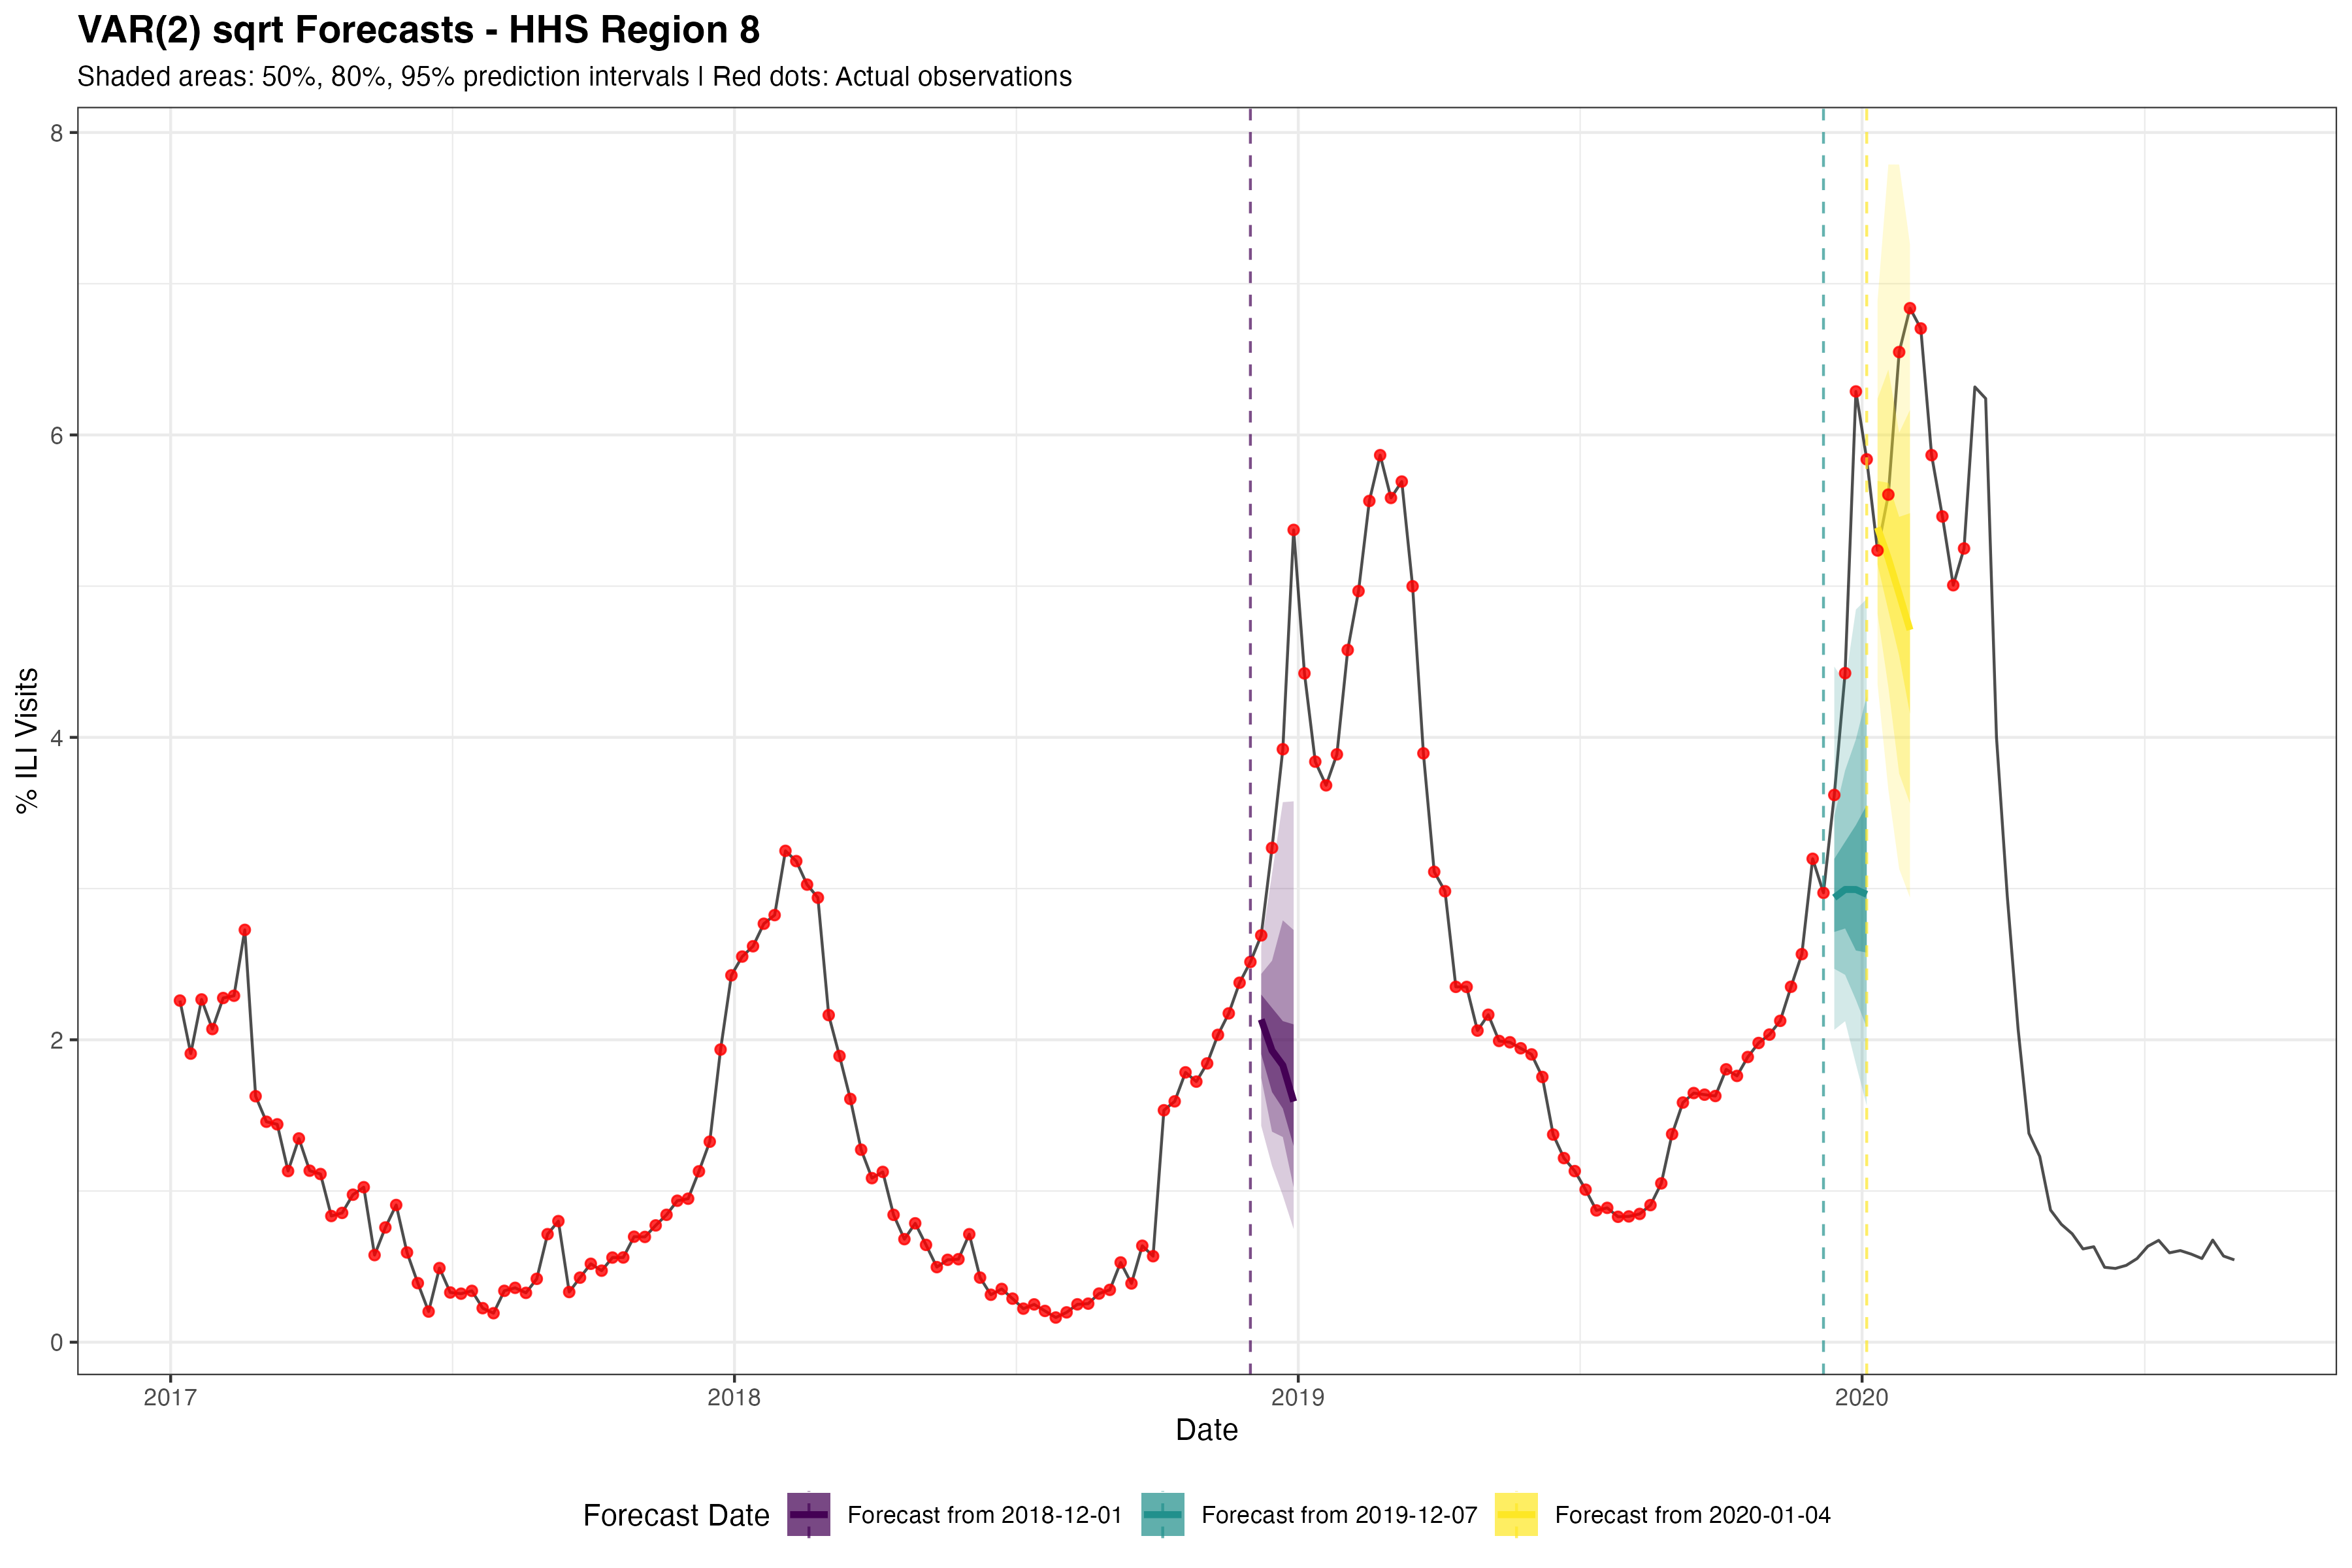 VAR(2) sqrt Forecasts - HHS Region 8
Shaded areas: 50%, 80%, 95% prediction intervals | Red dots: Actual observations
8
6
4
2
0
% ILI Visits
2017
2018
2019
2020
Date
Forecast Date
Forecast from 2018-12-01
Forecast from 2019-12-07
Forecast from 2020-01-04